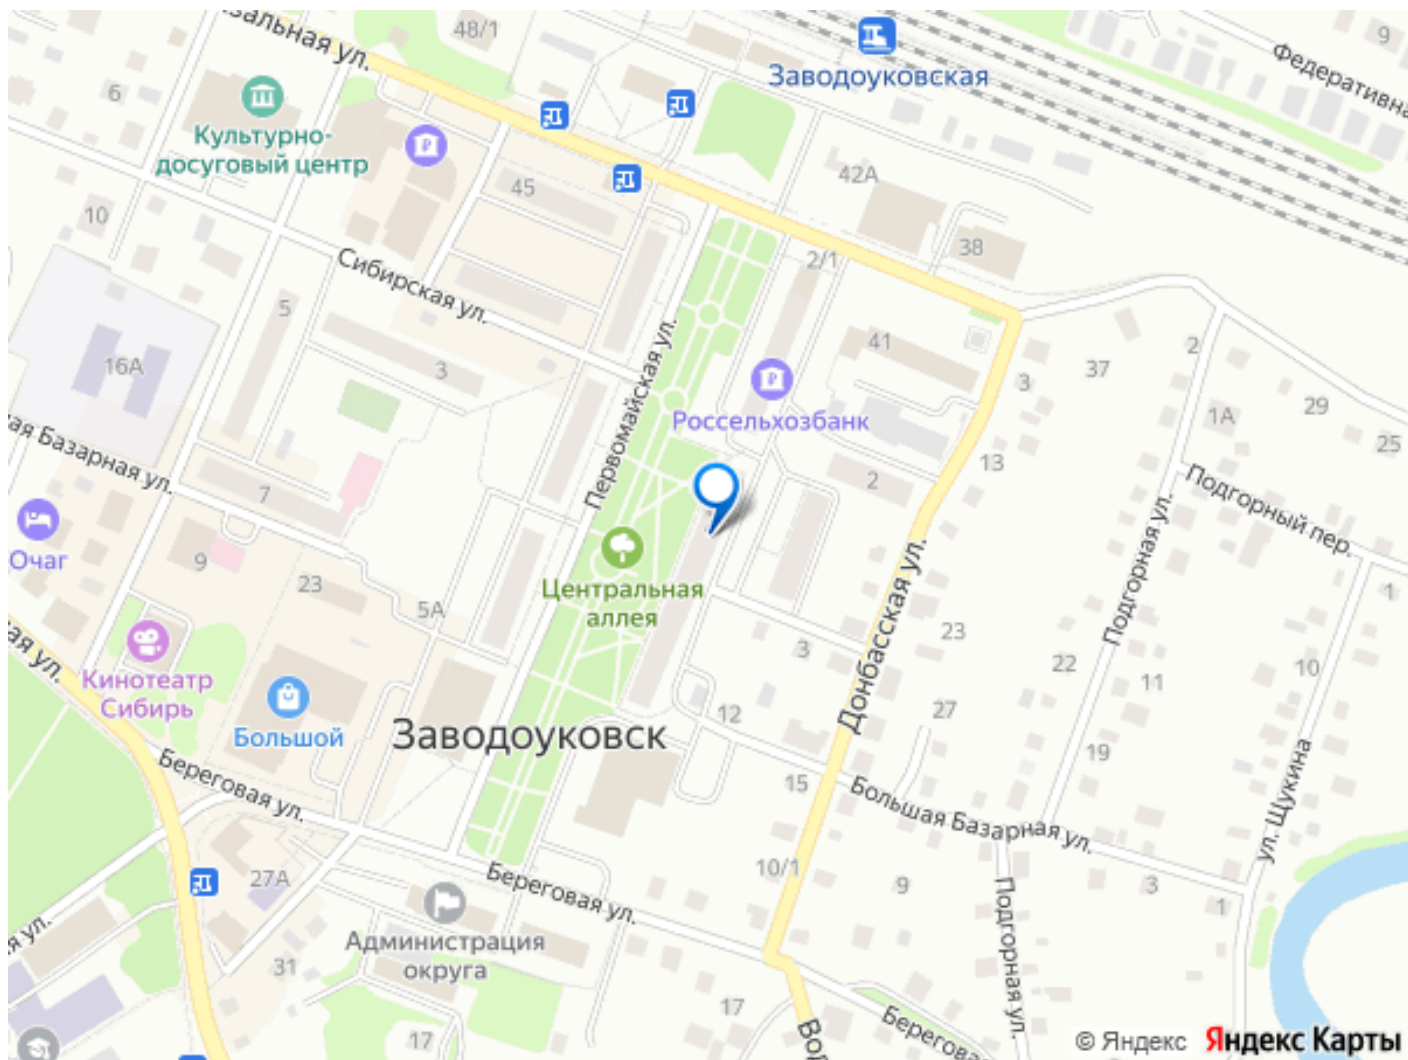 48/1
Заводоуковская
9
Федеративна
зальная ул.
6
Культурно-
досуговый центр
45
42А
10
38
2/1
Сибирская ул.
5
41
2
16А
3
3
37
Первомайская ул.
Россельхозбанк
1А
29
25
ая Базарная ул.
13
2
7
Подгорный пер.
Очаг
9
23
5А
Центральная
аллея
Донбасская ул.
Подгорная ул.
1
ая ул.
3
23
22
10
11
Кинотеатр
Сибирь
12
27
Большой
Заводоуковск
19
Береговая ул.
15
Большая Базарная ул.
ул. Щукина
27А
Береговая ул.
10/1
9
3
1
Подгорная ул.
я ул.
Администрация
округа
31
17
17
Вор
Береговая
© Яндекс Яндекс Карты